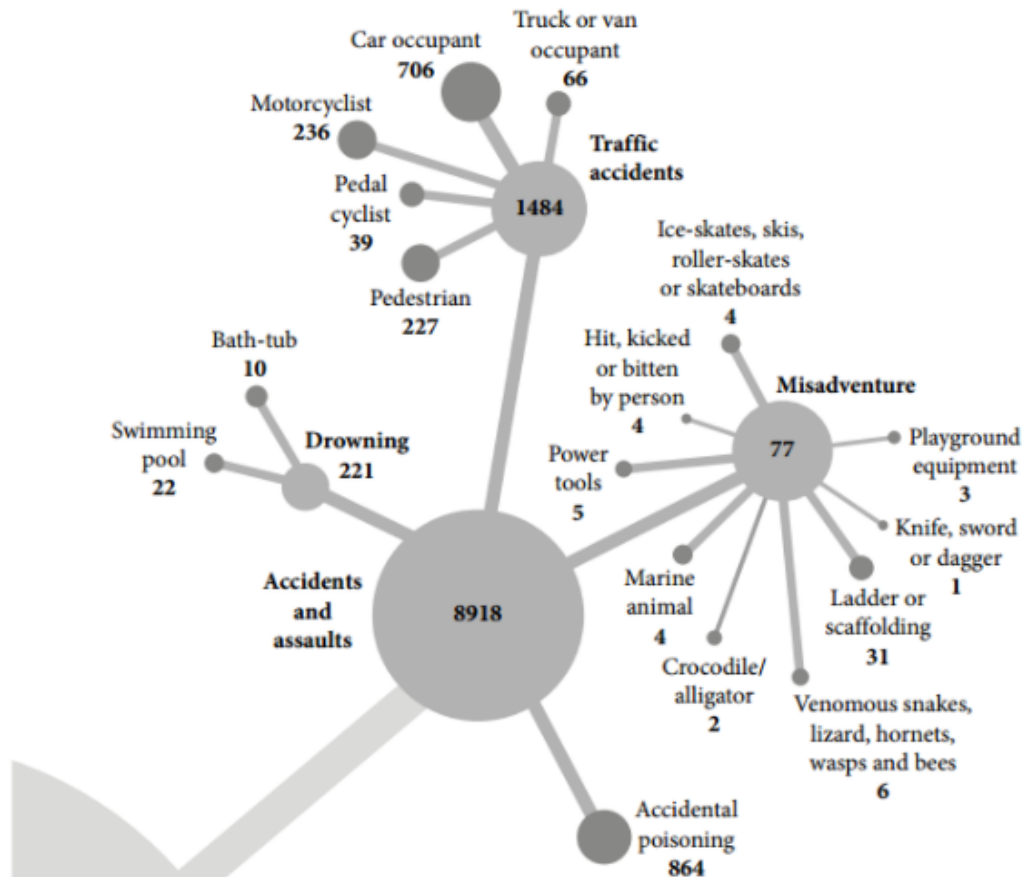 Car occupant
706
Truck or van
occupant
66
Motorcyclist
236
Traffic
accidents
Pedal
cyclist
39
1484
Pedestrian
227
Ice-skates, skis,
roller-skates
or skateboards
4
Bath-tub
10
Hit, kicked
or bitten
by person
4
Misadventure
Swimming
pool
22
Drowning
221
Power
tools
5
77
Playground
equipment
3
Knife, sword
or dagger
1
Accidents
and
assaults
8918
Marine
animal
4
Ladder or
scaffolding
31
Crocodile/
alligator
2
Venomous snakes,
lizard, hornets,
wasps and bees
6
Accidental
poisoning
864